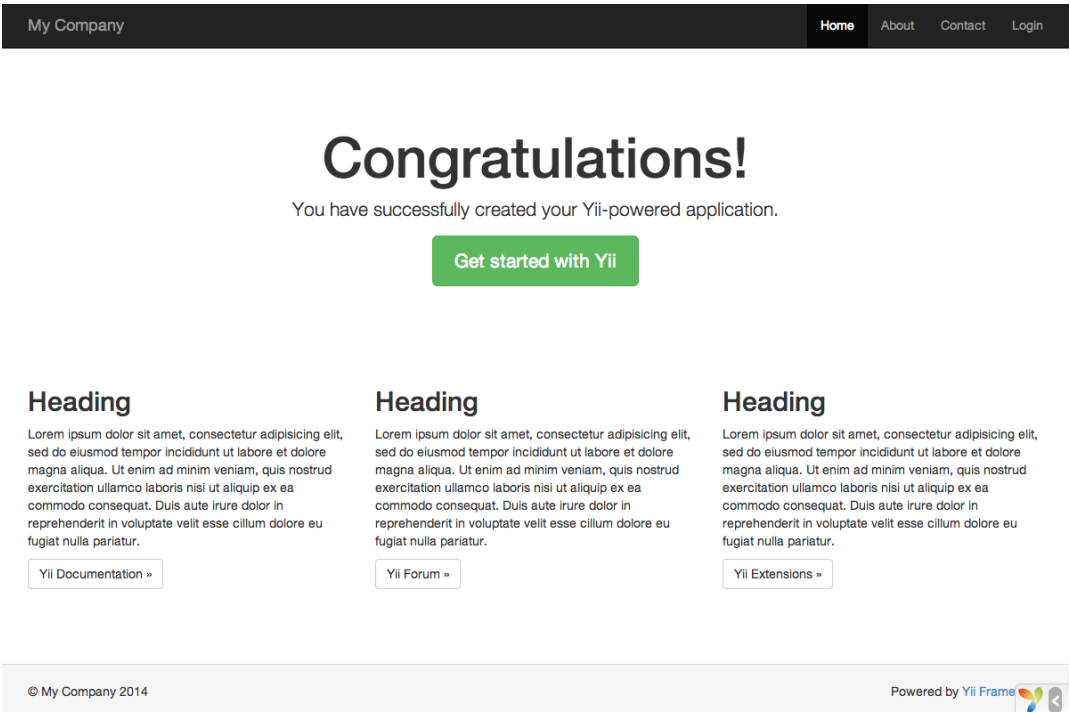 My Company
Home About Contact Login
Congratulations!
You have successfully created your Yii-powered application.
Get started with Yii
Heading
Lorem ipsum dolor sit amet, consectetur adipisicing elit,
sed do eiusmod tempor incididunt ut labore et dolore
magna aliqua. Ut enim ad minim veniam, quis nostrud
exercitation ullamco laboris nisi ut aliquip ex ea
commodo consequat. Duis aute irure dolor in
reprehenderit in voluptate velit esse cillum dolore eu
fugiat nulla pariatur.
Yii Documentation »
Heading
Lorem ipsum dolor sit amet, consectetur adipisicing elit,
sed do eiusmod tempor incididunt ut labore et dolore
magna aliqua. Ut enim ad minim veniam, quis nostrud
exercitation ullamco laboris nisi ut aliquip ex ea
commodo consequat. Duis aute irure dolor in
reprehenderit in voluptate velit esse cillum dolore eu
fugiat nulla pariatur.
Yii Forum »
Heading
Lorem ipsum dolor sit amet, consectetur adipisicing elit,
sed do eiusmod tempor incididunt ut labore et dolore
magna aliqua. Ut enim ad minim veniam, quis nostrud
exercitation ullamco laboris nisi ut aliquip ex ea
commodo consequat. Duis aute irure dolor in
reprehenderit in voluptate velit esse cillum dolore eu
fugiat nulla pariatur.
Yii Extensions »
© My Company 2014
Powered by Yii Frame